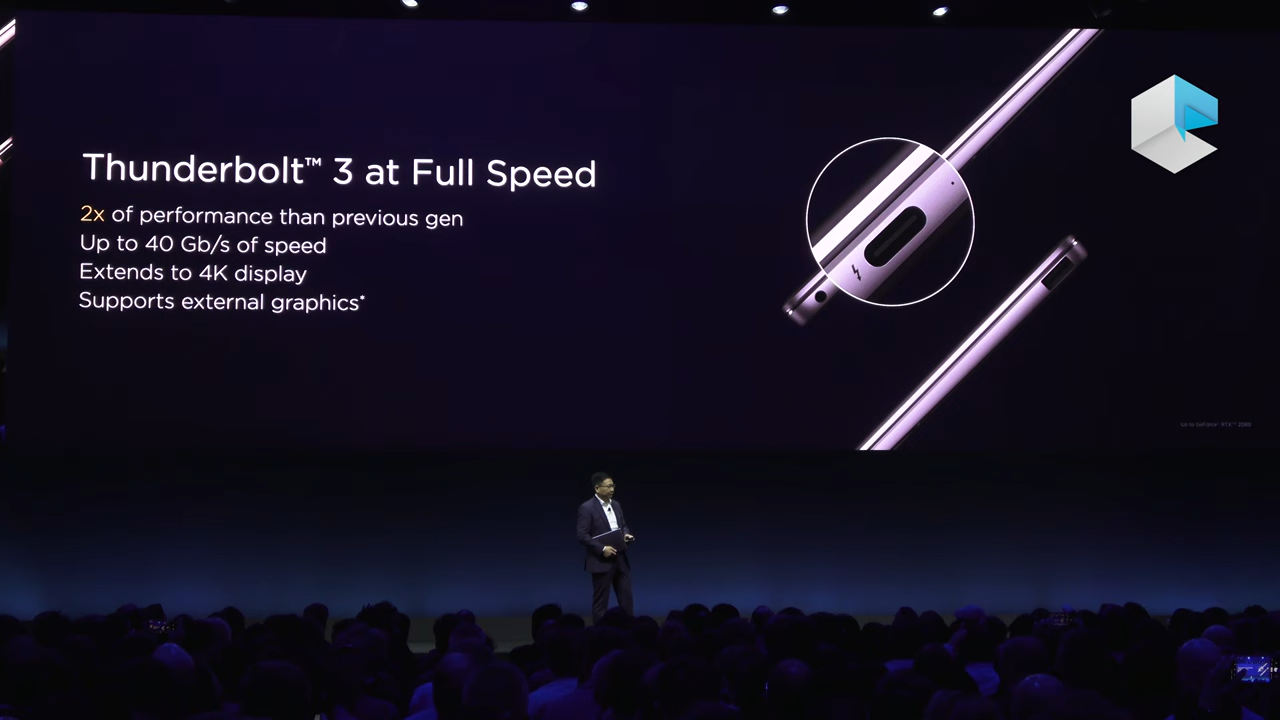 Thunderbolt™ 3 at Full Speed
2x of performance than previous gen
Up to 40 Gb/s of speed
Extends to 4K display
Supports external graphics*